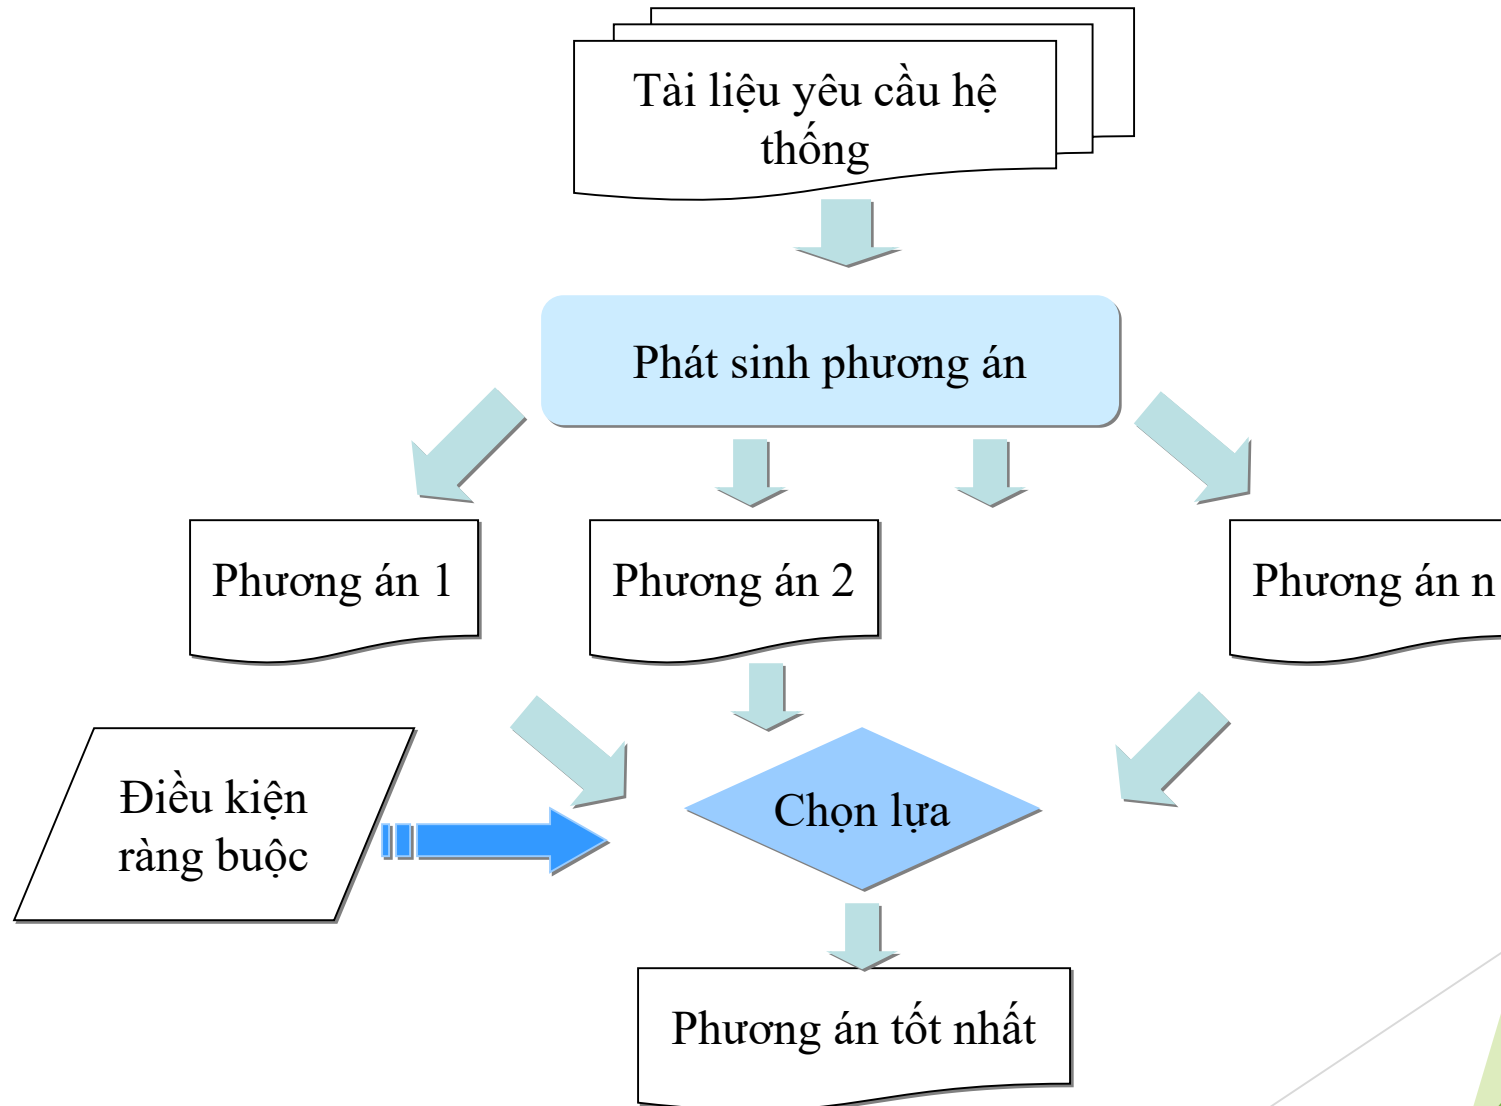 Tài liệu yêu cầu hệ
thống
Phát sinh phương án
Phương án 1
Phương án 2
Phương án n
Điều kiện
ràng buộc
Chọn lựa
Phương án tốt nhất